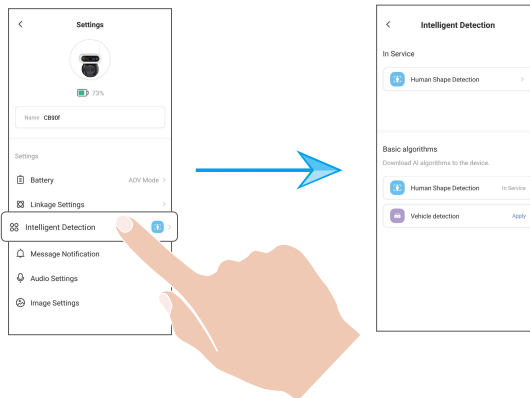 Settings
73%
Name CB90f
Settings
Battery AOV Mode
Linkage Settings
Intelligent Detection
Message Notification
Audio Settings
Image Settings
Intelligent Detection
In Service
Human Shape Detection
Basic algorithms
Download AI algorithms to the device.
Human Shape Detection In Service
Vehicle detection Apply